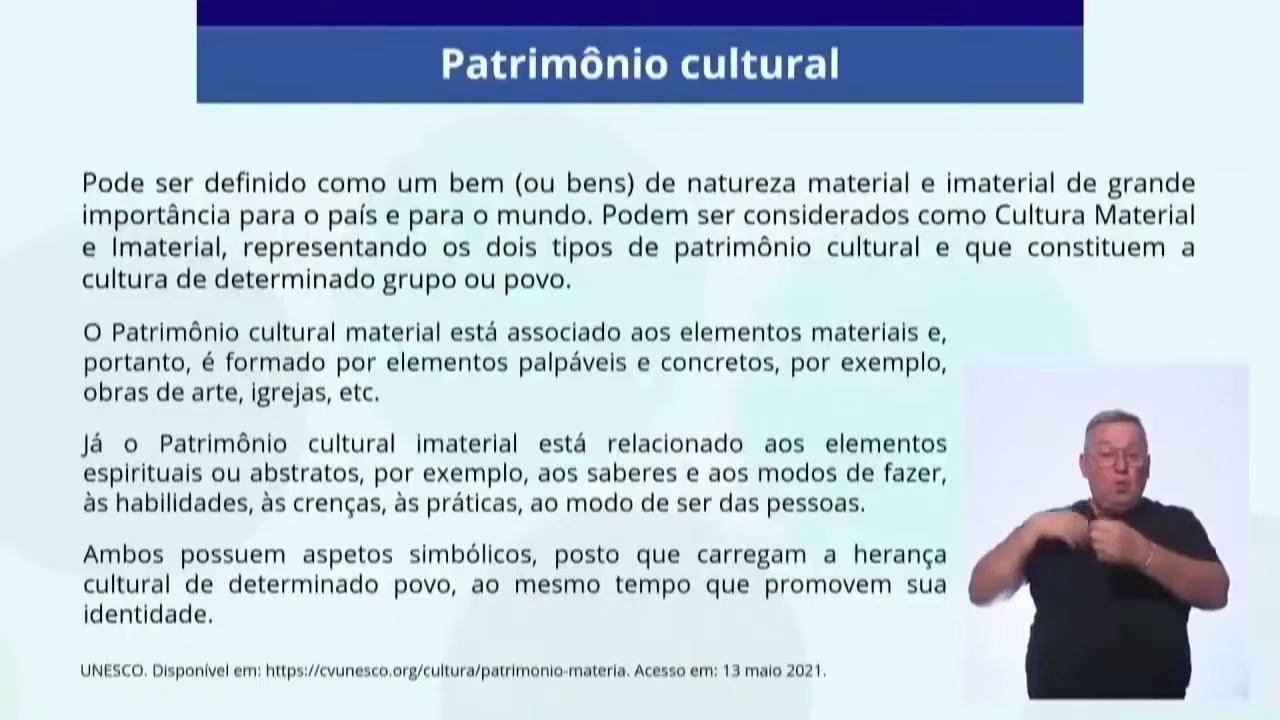 Patrimônio cultural
Pode ser definido como um bem (ou bens) de natureza material e imaterial de grande
importância para o país e para o mundo. Podem ser considerados como Cultura Material
e Imaterial, representando os dois tipos de patrimônio cultural e que constituem a
cultura de determinado grupo ou povo.
O Patrimônio cultural material está associado aos elementos materiais e,
portanto, é formado por elementos palpáveis e concretos, por exemplo,
obras de arte, igrejas, etc.
Já o Patrimônio cultural imaterial está relacionado aos elementos
espirituais ou abstratos, por exemplo, aos saberes e aos modos de fazer,
às habilidades, às crenças, às práticas, ao modo de ser das pessoas.
Ambos possuem aspetos simbólicos, posto que carregam a herança
cultural de determinado povo, ao mesmo tempo que promovem sua
identidade.
UNESCO. Disponível em: https://cvunesco.org/cultura/patrimonio-materia. Acesso em: 13 maio 2021.